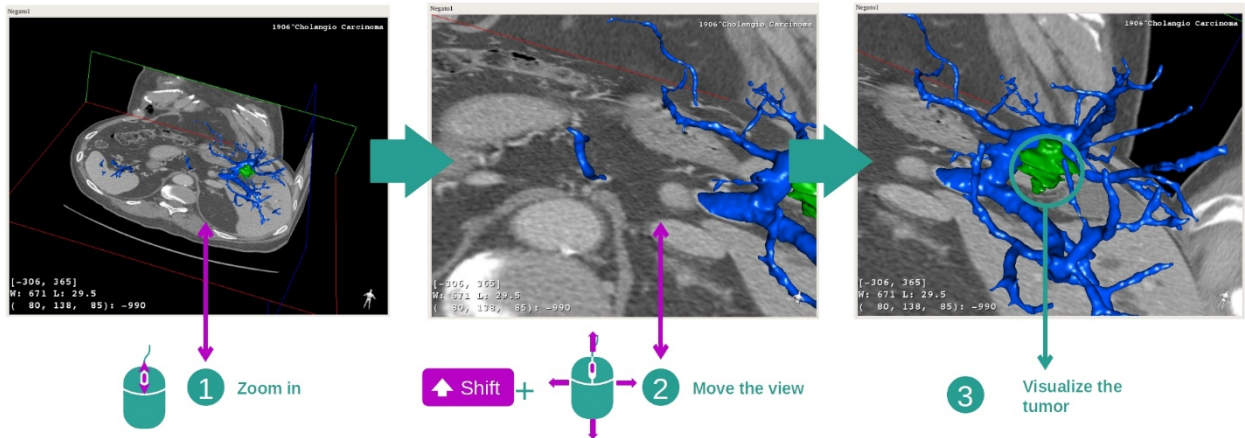 Negato1
1906^Cholangio Carcinoma
[-306, 365]
W: 671 L: 29.5
( 80, 138, 85): -990
Negato1
1906^Cholangio Carcinoma
[-306, 365]
W: 671 L: 29.5
( 80, 138, 85): -990
Negato1
1906^Cholangio Carcinoma
[-306, 365]
W: 671 L: 29.5
( 80, 138, 85): -990
1 Zoom in
Shift + 2 Move the view
3 Visualize the
tumor